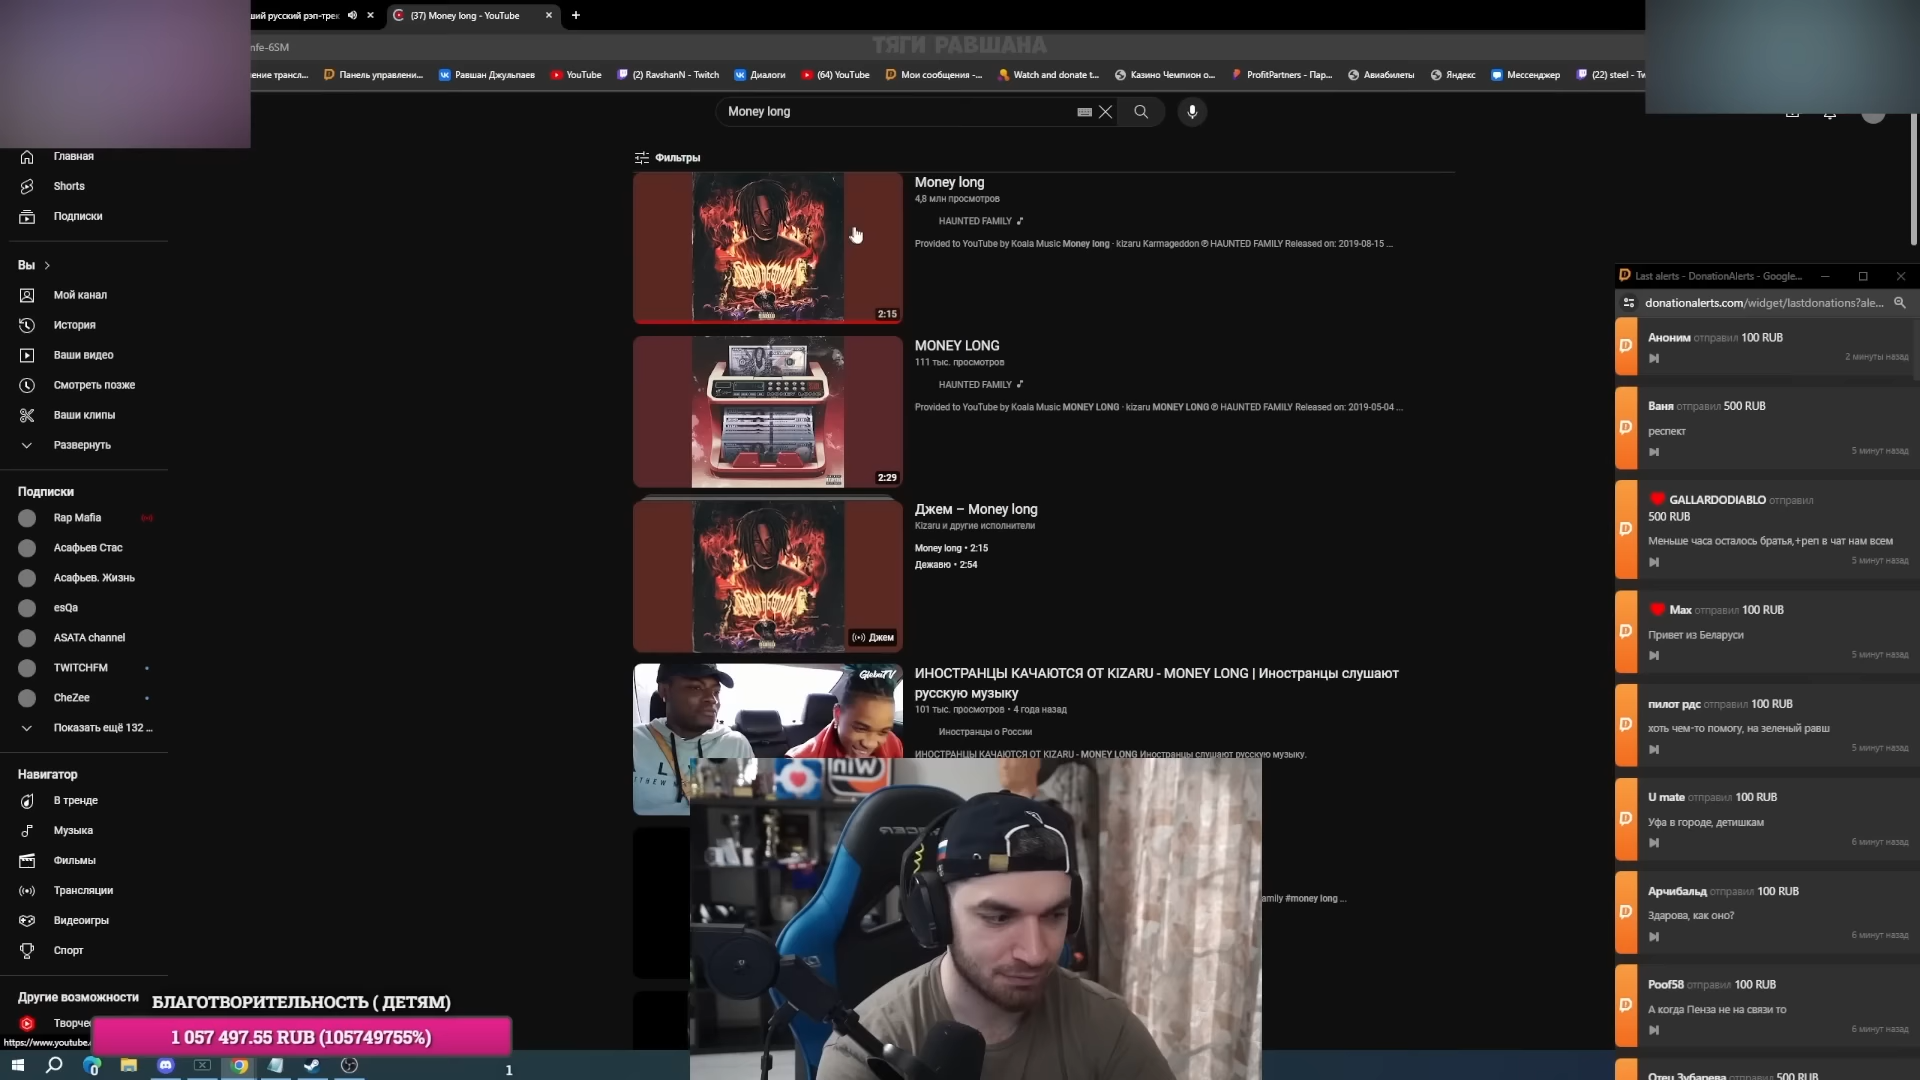 ший русский рэп-трек
(37) Money long - YouTube
nfe-6SM
ТЯГИ РАВШАНА
ение трансл...
Панель управлени...
Равшан Джульпаев
YouTube
(2) RavshanN - Twitch
Диалоги
(64) YouTube
Мои сообщения -...
Watch and donate t...
Казино Чемпион о...
ProfitPartners - Пар...
Авиабилеты
Яндекс
Мессенджер
(22) steel - Tw
Money long
Главная
Shorts
Подписки
Вы
Мой канал
История
Ваши видео
Смотреть позже
Ваши клипы
Развернуть
Подписки
Rap Mafia
Асафьев Стас
Асафьев. Жизнь
esQa
ASATA channel
TWITCHFM
CheZee
Показать ещё 132 ...
Навигатор
В тренде
Музыка
Фильмы
Трансляции
Видеоигры
Спорт
Другие возможности
Творче
https://www.youtube.
Фильтры
2:15
Money long
4,8 млн просмотров
HAUNTED FAMILY
Provided to YouTube by Koala Music Money long · kizaru Karmageddon ℗ HAUNTED FAMILY Released on: 2019-08-15 ...
2:29
MONEY LONG
111 тыс. просмотров
HAUNTED FAMILY
Provided to YouTube by Koala Music MONEY LONG · kizaru MONEY LONG ℗ HAUNTED FAMILY Released on: 2019-05-04 ...
Джем
Джем – Money long
Kizaru и другие исполнители
Money long • 2:15
Дежавю • 2:54
GlebasTV
ИНОСТРАНЦЫ КАЧАЮТСЯ ОТ KIZARU - MONEY LONG | Иностранцы слушают
русскую музыку
101 тыс. просмотров • 4 года назад
Иностранцы о России
ИНОСТРАНЦЫ КАЧАЮТСЯ ОТ KIZARU - MONEY LONG Иностранцы слушают русскую музыку.
amily #money long ...
Win
Last alerts - DonationAlerts - Google...
donationalerts.com/widget/lastdonations?ale...
Аноним отправил 100 RUB
2 минуты назад
Ваня отправил 500 RUB
респект
5 минут назад
GALLARDODIABLO отправил
500 RUB
Меньше часа осталось братья,+реп в чат нам всем
5 минут назад
Max отправил 100 RUB
Привет из Беларуси
5 минут назад
пилот рдс отправил 100 RUB
хоть чем-то помогу, на зеленый равш
5 минут назад
U mate отправил 100 RUB
Уфа в городе, детишкам
6 минут назад
Арчибальд отправил 100 RUB
Здарова, как оно?
6 минут назад
Poof58 отправил 100 RUB
А когда Пенза не на связи то
6 минут назад
Отец Зубарева отправил 500 RUB
БЛАГОТВОРИТЕЛЬНОСТЬ ( ДЕТЯМ)
1 057 497.55 RUB (105749755%)
1